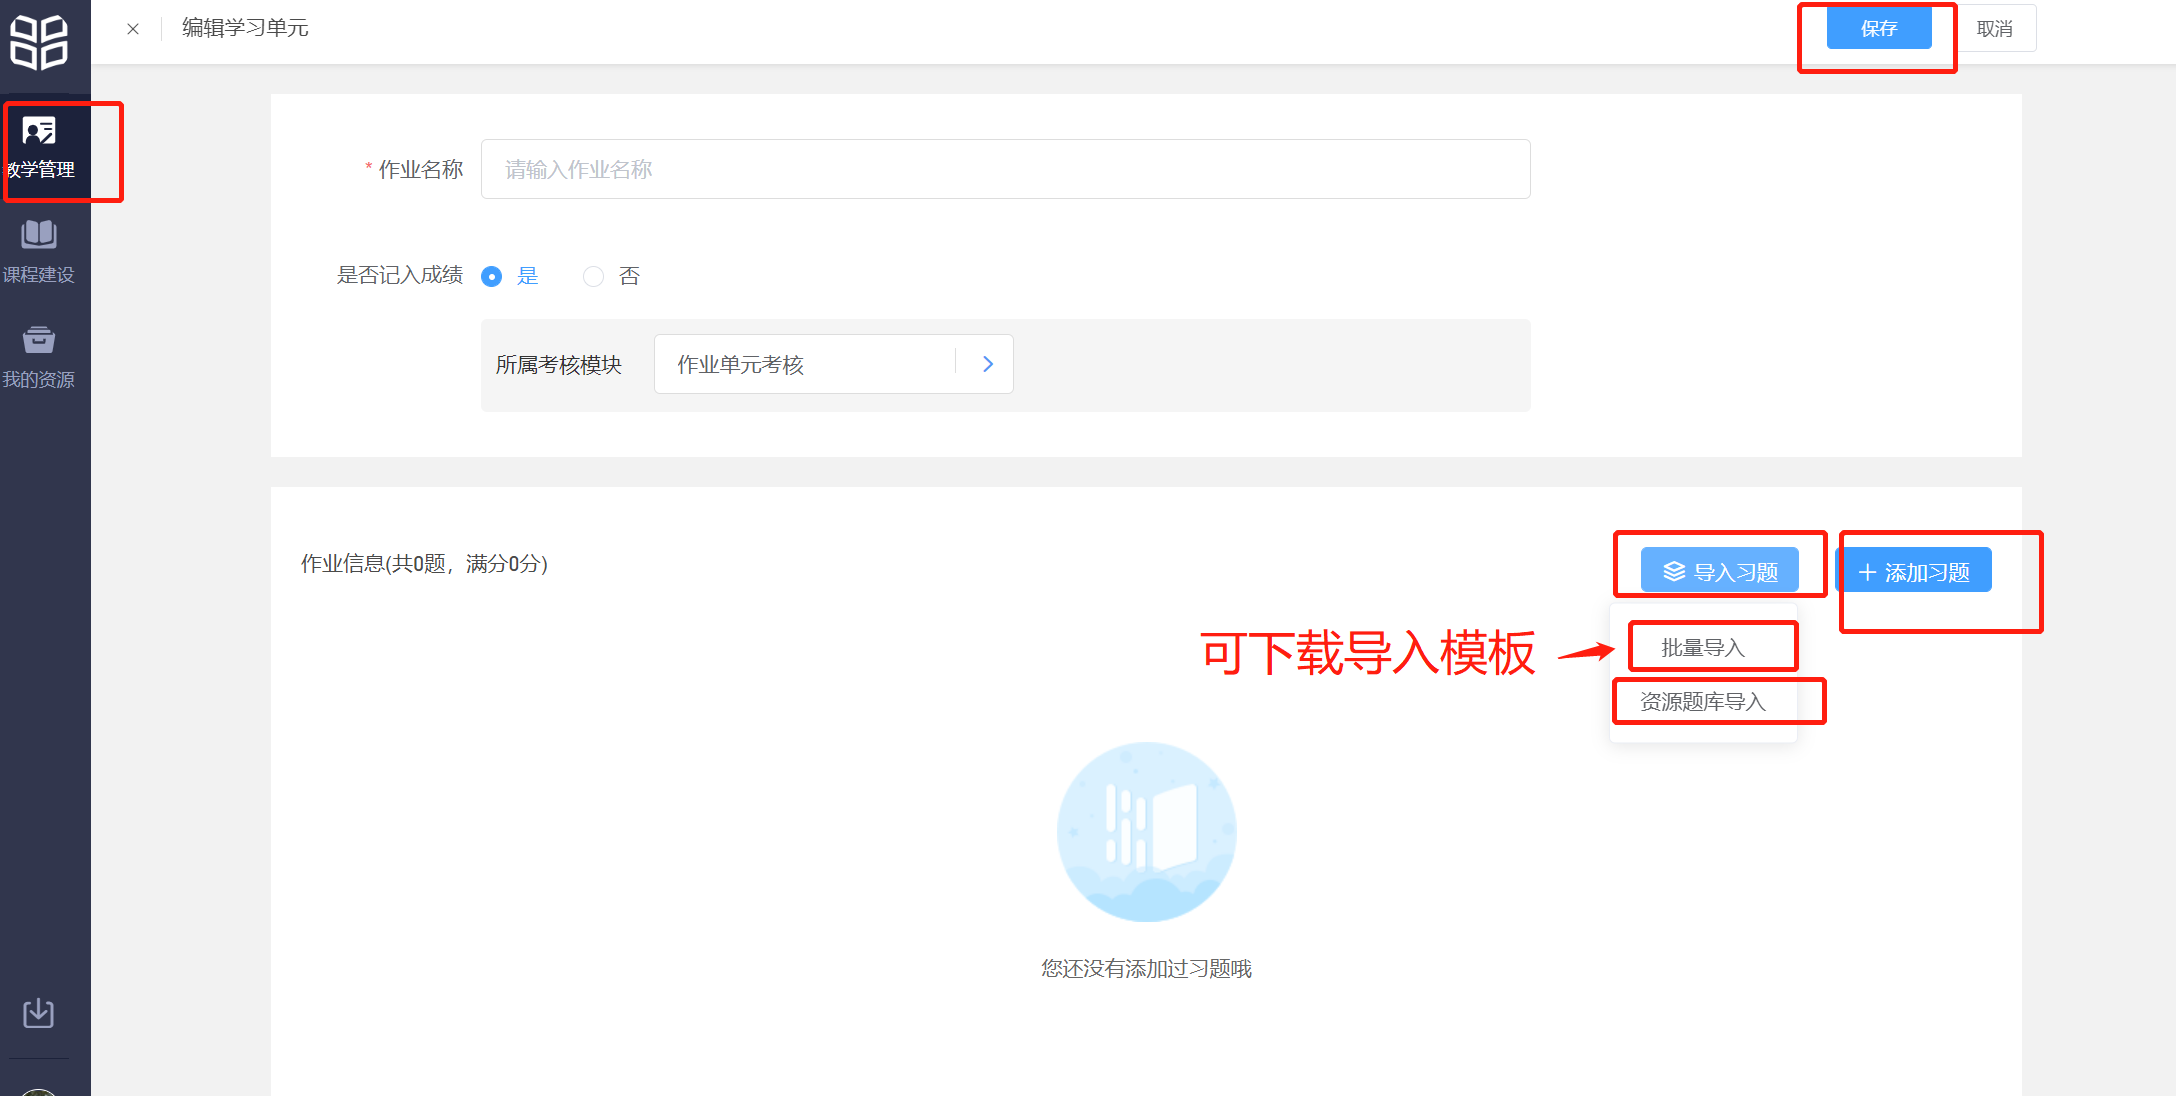 编辑学习单元
保存
取消
教学管理
课程建设
我的资源
* 作业名称
请输入作业名称
是否记入成绩
是
否
所属考核模块
作业单元考核
作业信息(共0题，满分0分)
导入习题
添加习题
可下载导入模板
批量导入
资源题库导入
您还没有添加过习题哦